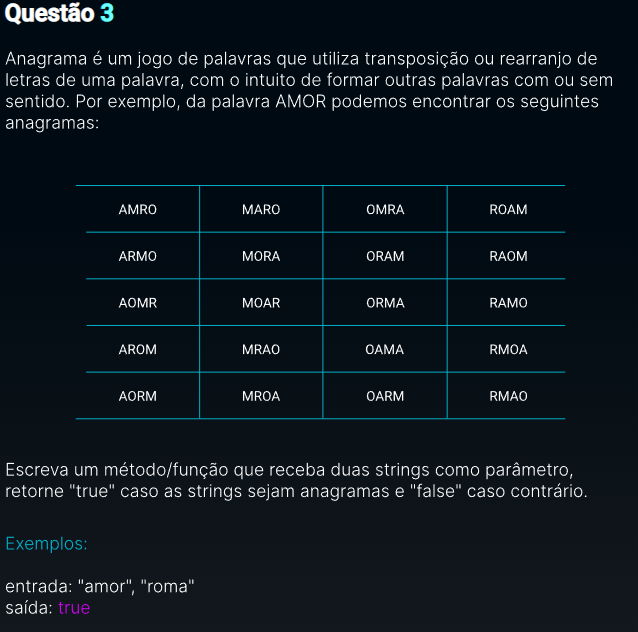 Questão 3
Anagrama é um jogo de palavras que utiliza transposição ou rearranjo de
letras de uma palavra, com o intuito de formar outras palavras com ou sem
sentido. Por exemplo, da palavra AMOR podemos encontrar os seguintes
anagramas:
AMRO MARO OMRA ROAM
ARMO MORA ORAM RAOM
AOMR MOAR ORMA RAMO
AROM MRAO OAMA RMOA
AORM MROA OARM RMAO
Escreva um método/função que receba duas strings como parâmetro,
retorne "true" caso as strings sejam anagramas e "false" caso contrário.
Exemplos:
entrada: "amor", "roma"
saída: true